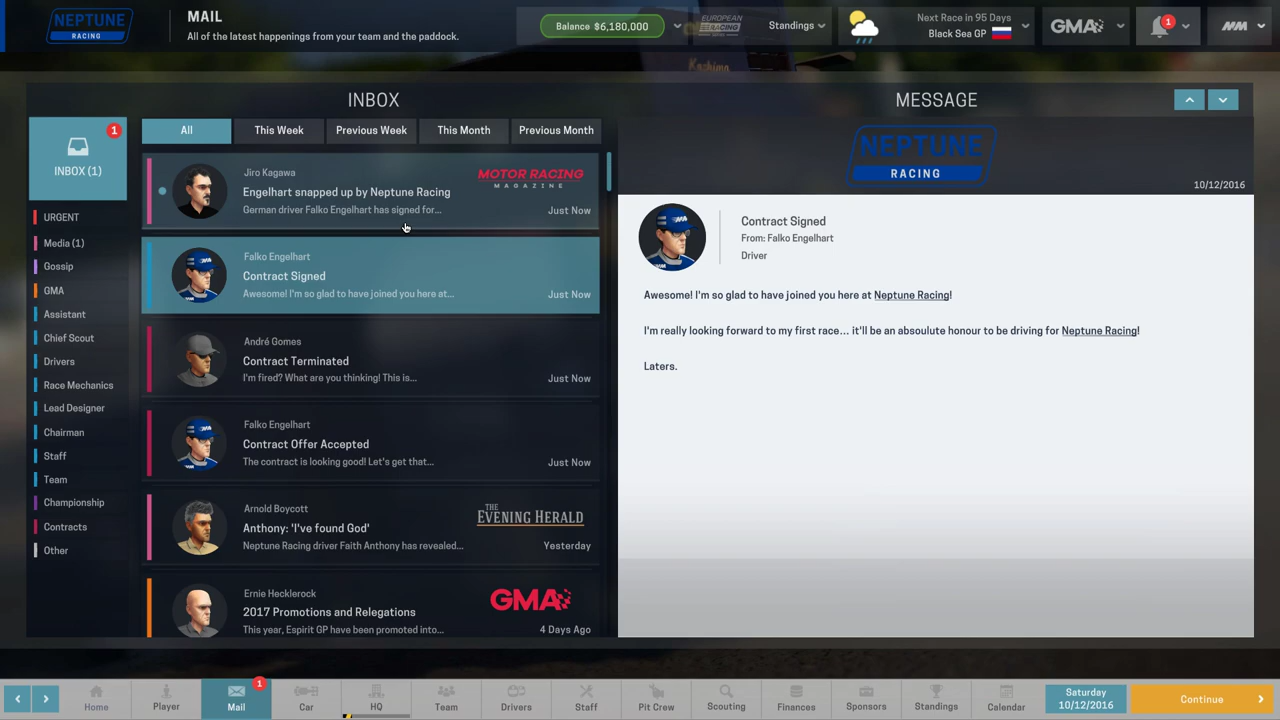 NEPTUNE
RACING
MAIL
All of the latest happenings from your team and the paddock.
Balance $6,180,000
EUROPEAN
RACING
Standings
Next Race in 95 Days
Black Sea GP
GMA
1
INBOX
MESSAGE
1
INBOX (1)
URGENT
Media (1)
Gossip
GMA
Assistant
Chief Scout
Drivers
Race Mechanics
Lead Designer
Chairman
Staff
Team
Championship
Contracts
Other
All
This Week
Previous Week
This Month
Previous Month
Jiro Kagawa
Engelhart snapped up by Neptune Racing
German driver Falko Engelhart has signed for...
MOTOR RACING
MAGAZINE
Just Now
Falko Engelhart
Contract Signed
Awesome! I'm so glad to have joined you here at...
Just Now
André Gomes
Contract Terminated
I'm fired? What are you thinking! This is...
Just Now
Falko Engelhart
Contract Offer Accepted
The contract is looking good! Let's get that...
Just Now
Arnold Boycott
Anthony: 'I've found God'
Neptune Racing driver Faith Anthony has revealed...
THE
EVENING HERALD
Yesterday
Ernie Hecklerock
2017 Promotions and Relegations
This year, Espirit GP have been promoted into...
GMA
4 Days Ago
NEPTUNE
RACING
10/12/2016
Contract Signed
From: Falko Engelhart
Driver
Awesome! I'm so glad to have joined you here at Neptune Racing!
I'm really looking forward to my first race... it'll be an absoulute honour to be driving for Neptune Racing!
Laters.
Home
Player
Mail
1
Car
HQ
Team
Drivers
Staff
Pit Crew
Scouting
Finances
Sponsors
Standings
Calendar
Saturday
10/12/2016
Continue